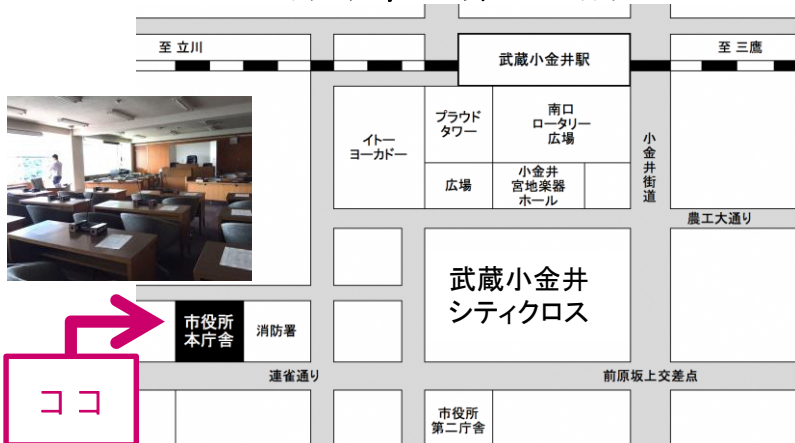 至 立川
至 三鷹
武蔵小金井駅
イトー
ヨーカドー
プラウド
タワー
南口
ロータリー
広場
広場
小金井
宮地楽器
ホール
小金井街道
農工大通り
武蔵小金井
シティクロス
市役所
本庁舎
消防署
連雀通り
前原坂上交差点
ココ
市役所
第二庁舎